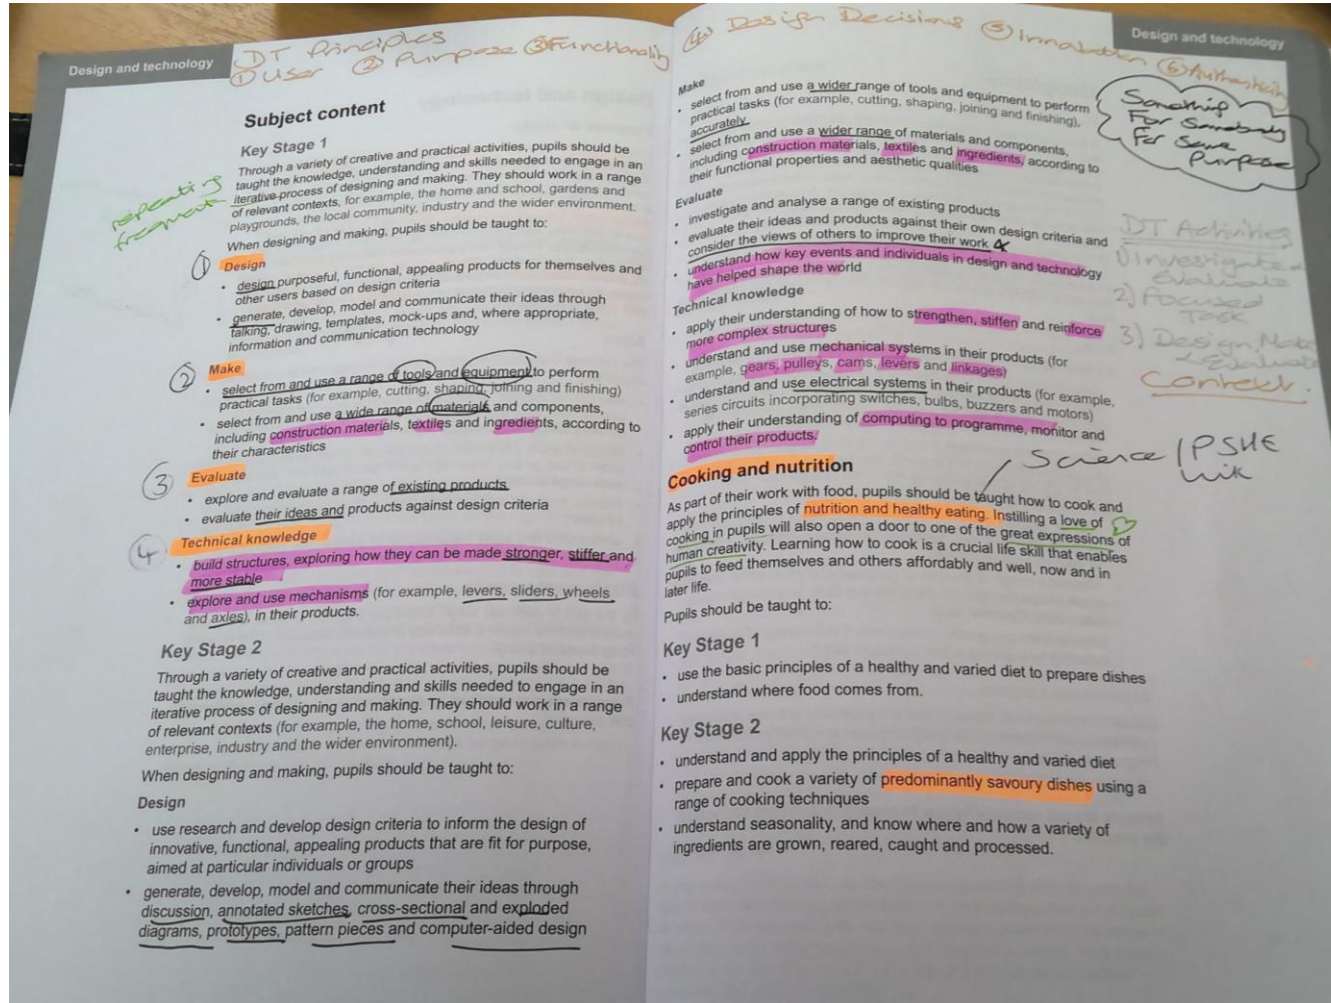 Design and technology
DT Principles
① User ② Purpose ③ Functionality
Subject content
Key Stage 1
Through a variety of creative and practical activities, pupils should be
taught the knowledge, understanding and skills needed to engage in an
iterative process of designing and making. They should work in a range
of relevant contexts, for example, the home and school, gardens and
playgrounds, the local community, industry and the wider environment.
repeating
frequent
When designing and making, pupils should be taught to:
① Design
• design purposeful, functional, appealing products for themselves and
other users based on design criteria
• generate, develop, model and communicate their ideas through
talking, drawing, templates, mock-ups and, where appropriate,
information and communication technology
② Make
• select from and use a range of tools and equipment to perform
practical tasks (for example, cutting, shaping, joining and finishing)
• select from and use a wide range of materials and components,
including construction materials, textiles and ingredients, according to
their characteristics
③ Evaluate
• explore and evaluate a range of existing products
• evaluate their ideas and products against design criteria
④ Technical knowledge
• build structures, exploring how they can be made stronger, stiffer and
more stable
• explore and use mechanisms (for example, levers, sliders, wheels
and axles), in their products.
Key Stage 2
Through a variety of creative and practical activities, pupils should be
taught the knowledge, understanding and skills needed to engage in an
iterative process of designing and making. They should work in a range
of relevant contexts (for example, the home, school, leisure, culture,
enterprise, industry and the wider environment).
When designing and making, pupils should be taught to:
Design
• use research and develop design criteria to inform the design of
innovative, functional, appealing products that are fit for purpose,
aimed at particular individuals or groups
• generate, develop, model and communicate their ideas through
discussion, annotated sketches, cross-sectional and exploded
diagrams, prototypes, pattern pieces and computer-aided design
④ Design Decisions ⑤ Innovation ⑥ Authenticity
Design and technology
Make
• select from and use a wider range of tools and equipment to perform
practical tasks (for example, cutting, shaping, joining and finishing),
accurately
• select from and use a wider range of materials and components,
including construction materials, textiles and ingredients, according to
their functional properties and aesthetic qualities
Something
For Somebody
For Some
Purpose
Evaluate
• investigate and analyse a range of existing products
• evaluate their ideas and products against their own design criteria and
consider the views of others to improve their work
• understand how key events and individuals in design and technology
have helped shape the world
DT Activities
1) investigate
Evaluate
2) Focused
Task
3) Design, Make
Evaluate
Context.
Technical knowledge
• apply their understanding of how to strengthen, stiffen and reinforce
more complex structures
• understand and use mechanical systems in their products (for
example, gears, pulleys, cams, levers and linkages)
• understand and use electrical systems in their products (for example,
series circuits incorporating switches, bulbs, buzzers and motors)
• apply their understanding of computing to programme, monitor and
control their products.
Science / PSHE
link
Cooking and nutrition
As part of their work with food, pupils should be taught how to cook and
apply the principles of nutrition and healthy eating. Instilling a love of
cooking in pupils will also open a door to one of the great expressions of
human creativity. Learning how to cook is a crucial life skill that enables
pupils to feed themselves and others affordably and well, now and in
later life.
Pupils should be taught to:
Key Stage 1
• use the basic principles of a healthy and varied diet to prepare dishes
• understand where food comes from.
Key Stage 2
• understand and apply the principles of a healthy and varied diet
• prepare and cook a variety of predominantly savoury dishes using a
range of cooking techniques
• understand seasonality, and know where and how a variety of
ingredients are grown, reared, caught and processed.